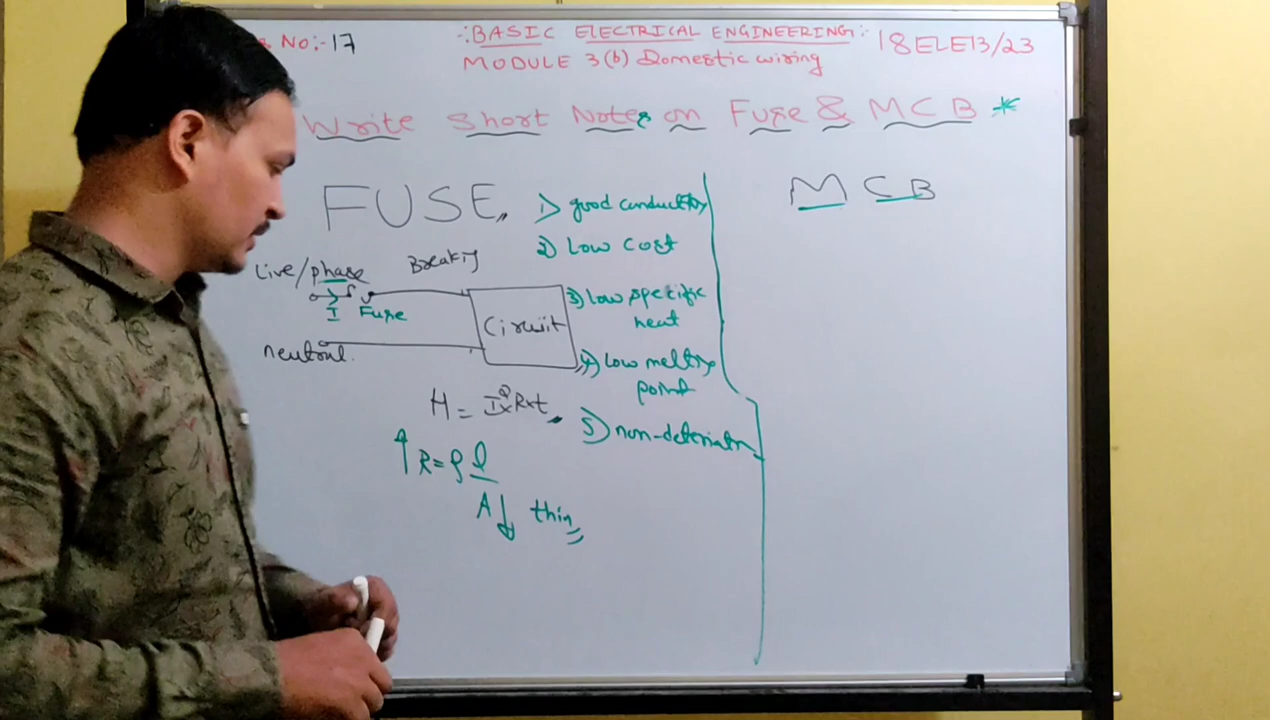 No:-17
-:BASIC ELECTRICAL ENGINEERING:-
18ELE13/23
MODULE 3(b) Domestic wiring
Write Short Notes on Fuse & MCB *
FUSE
Live/phase
Breaking
I
Fuse
Circuit
neutral.
H = I²xRxt
↑R=ρ l
A↓ thin
1) good conductor
2) Low cost
3) Low specific
heat
4) Low melting
point
5) non-deterioratn
MCB